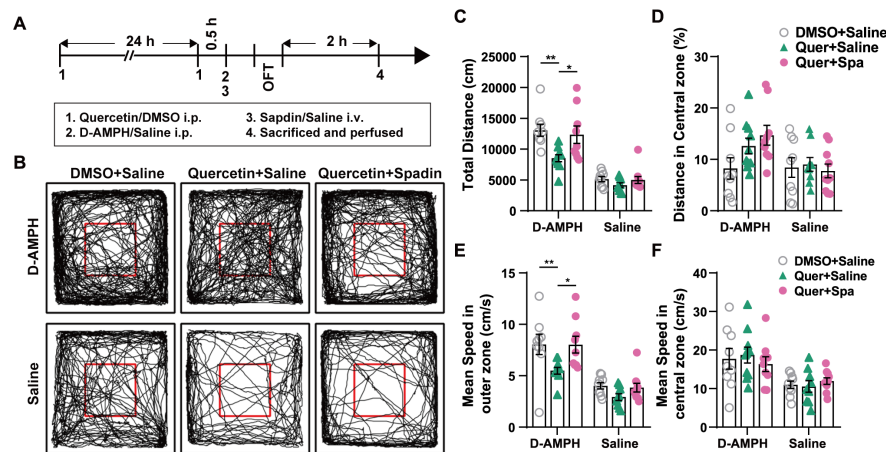 A
24 h
0.5 h
2 h
1
1
2
3
OFT
4
1. Quercetin/DMSO i.p.
2. D-AMPH/Saline i.p.
3. Sapdin/Saline i.v.
4. Sacrificed and perfused
B
DMSO+Saline
Quercetin+Saline
Quercetin+Spadin
D-AMPH
Saline
C
Total Distance (cm)
25000
20000
15000
10000
5000
0
**
*
D-AMPH
Saline
D
Distance in Central zone (%)
30
20
10
0
DMSO+Saline
Quer+Saline
Quer+Spa
D-AMPH
Saline
E
Mean Speed in
outer zone (cm/s)
15
10
5
0
**
*
D-AMPH
Saline
F
Mean Speed in
central zone (cm/s)
40
30
20
10
0
DMSO+Saline
Quer+Saline
Quer+Spa
D-AMPH
Saline